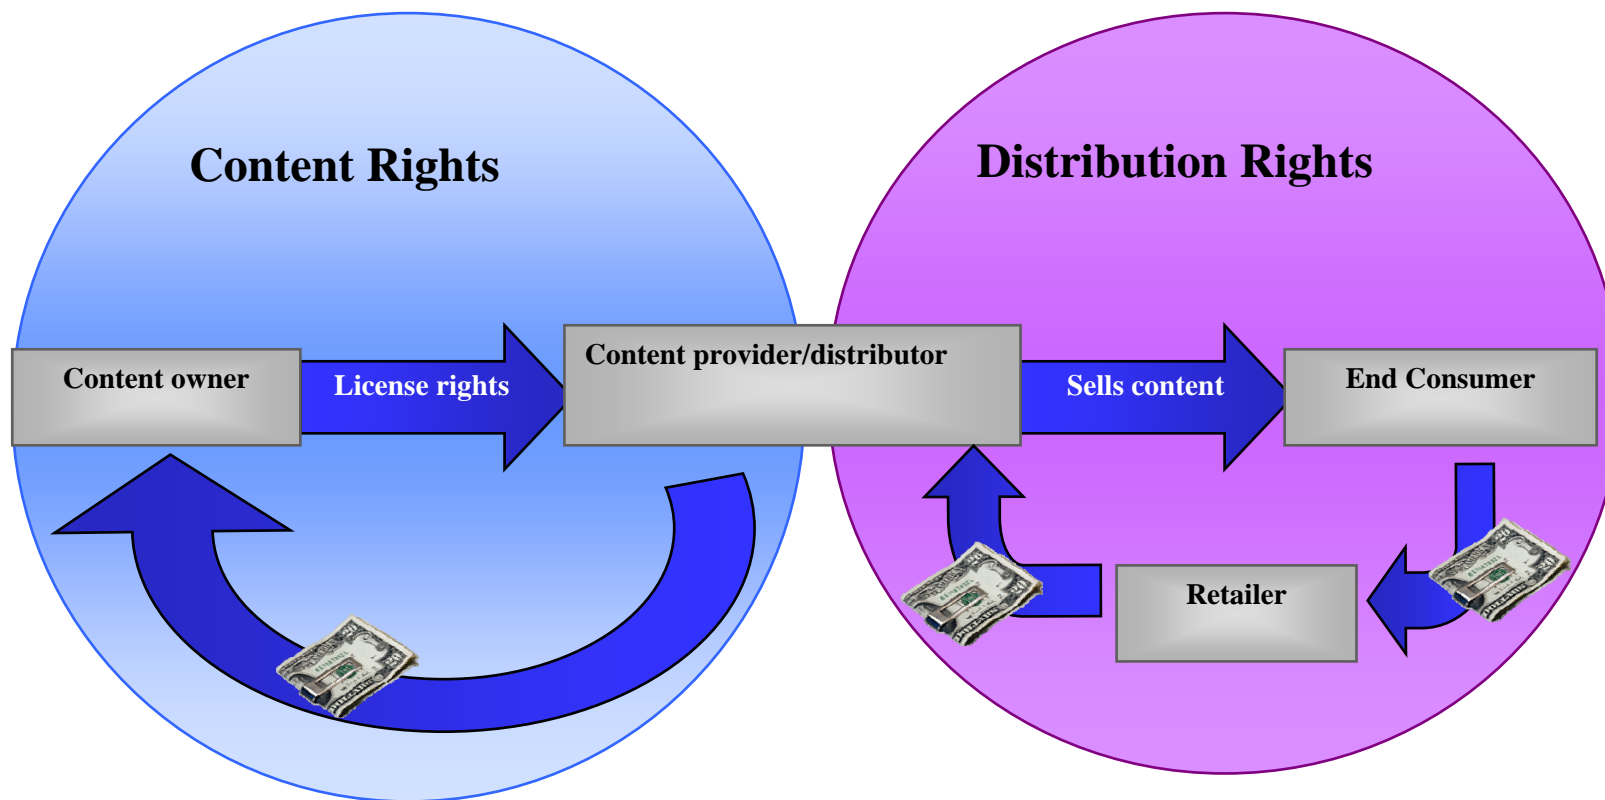 Content Rights
Distribution Rights
Content owner
License rights
Content provider/distributor
Sells content
End Consumer
Retailer